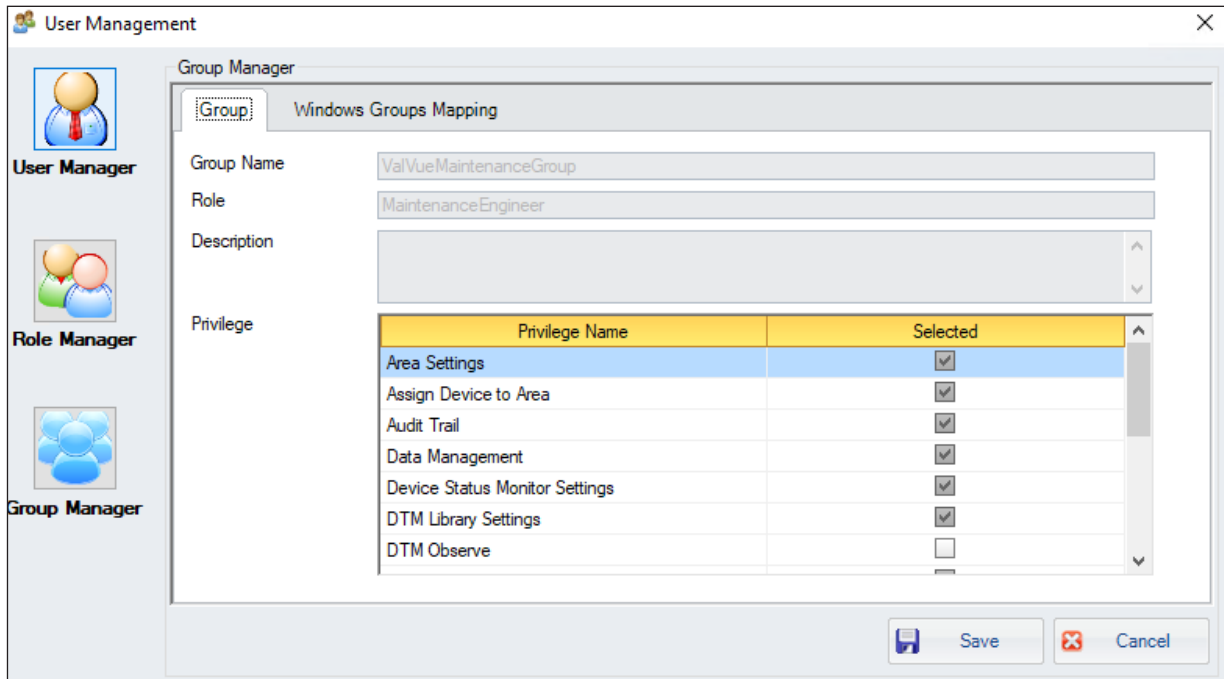 User Management
User Manager
Role Manager
Group Manager
Group Manager
Group Windows Groups Mapping
Group Name ValVueMaintenanceGroup
Role MaintenanceEngineer
Description
Privilege
Privilege Name Selected
Area Settings
Assign Device to Area
Audit Trail
Data Management
Device Status Monitor Settings
DTM Library Settings
DTM Observe
Save Cancel